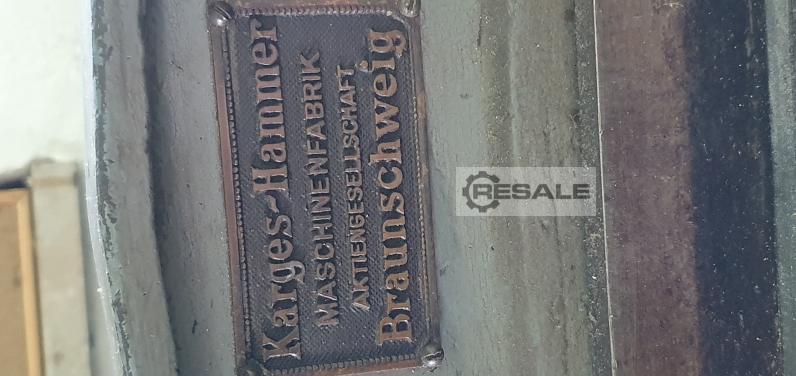 Karges-Hammer
MASCHINENFABRIK
AKTIENGESELLSCHAFT
Braunschweig
RESALE